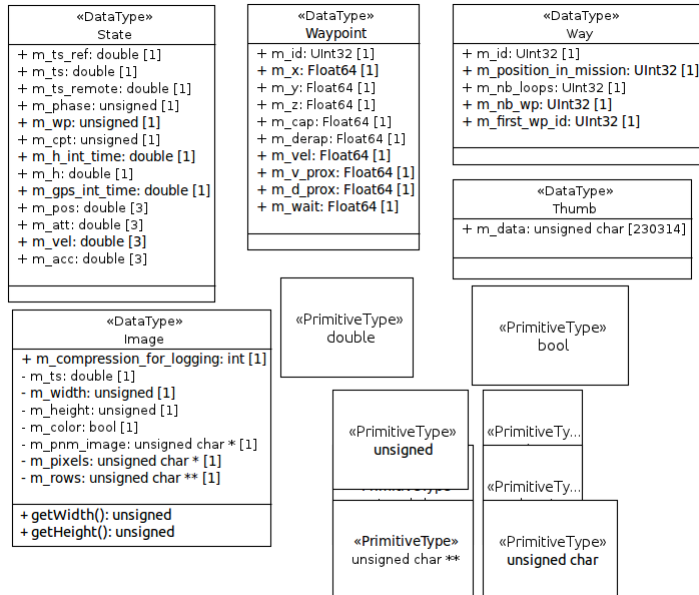 «DataType»
State
+ m_ts_ref: double [1]
+ m_ts: double [1]
+ m_ts_remote: double [1]
+ m_phase: unsigned [1]
+ m_wp: unsigned [1]
+ m_cpt: unsigned [1]
+ m_h_int_time: double [1]
+ m_h: double [1]
+ m_gps_int_time: double [1]
+ m_pos: double [3]
+ m_att: double [3]
+ m_vel: double [3]
+ m_acc: double [3]
«DataType»
Waypoint
+ m_id: UInt32 [1]
+ m_x: Float64 [1]
+ m_y: Float64 [1]
+ m_z: Float64 [1]
+ m_cap: Float64 [1]
+ m_derap: Float64 [1]
+ m_vel: Float64 [1]
+ m_v_prox: Float64 [1]
+ m_d_prox: Float64 [1]
+ m_wait: Float64 [1]
«DataType»
Way
+ m_id: UInt32 [1]
+ m_position_in_mission: UInt32 [1]
+ m_nb_loops: UInt32 [1]
+ m_nb_wp: UInt32 [1]
+ m_first_wp_id: UInt32 [1]
«DataType»
Thumb
+ m_data: unsigned char [230314]
«DataType»
Image
+ m_compression_for_logging: int [1]
- m_ts: double [1]
- m_width: unsigned [1]
- m_height: unsigned [1]
- m_color: bool [1]
- m_pnm_image: unsigned char * [1]
- m_pixels: unsigned char * [1]
- m_rows: unsigned char ** [1]
+ getWidth(): unsigned
+ getHeight(): unsigned
«PrimitiveType»
double
«PrimitiveType»
bool
«PrimitiveType»
unsigned
«PrimitiveTy...
«PrimitiveTy...
«PrimitiveType»
unsigned char **
«PrimitiveTy...
unsigned char